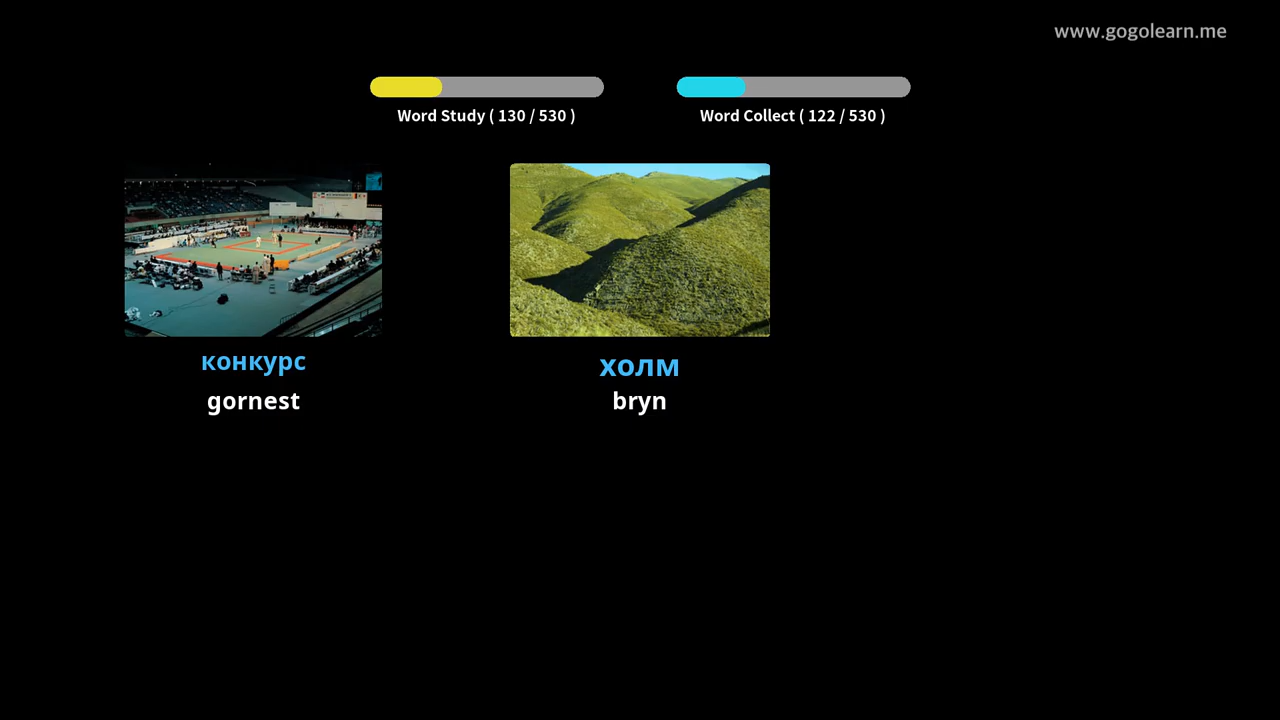 www.gogolearn.me
Word Study ( 130 / 530 )
Word Collect ( 122 / 530 )
конкурс
gornest
холм
bryn